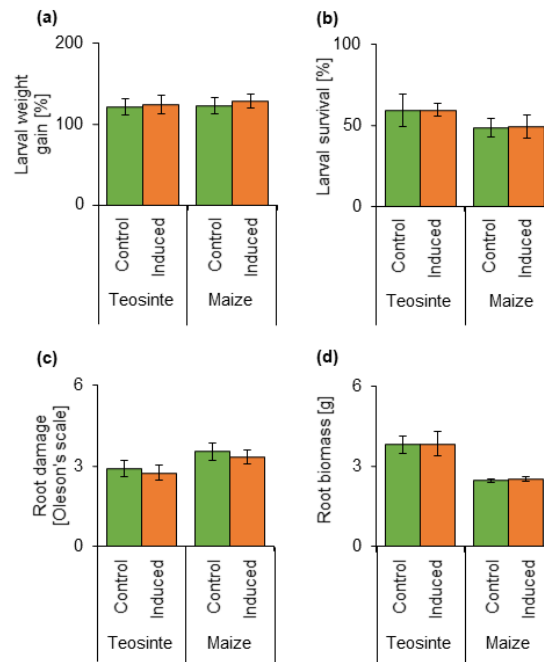 (a)
Larval weight
gain [%]
200
100
0
Control
Induced
Control
Induced
Teosinte
Maize
(b)
Larval survival [%]
100
50
0
Control
Induced
Control
Induced
Teosinte
Maize
(c)
Root damage
[Oleson's scale]
6
3
0
Control
Induced
Control
Induced
Teosinte
Maize
(d)
Root biomass [g]
6
3
0
Control
Induced
Control
Induced
Teosinte
Maize